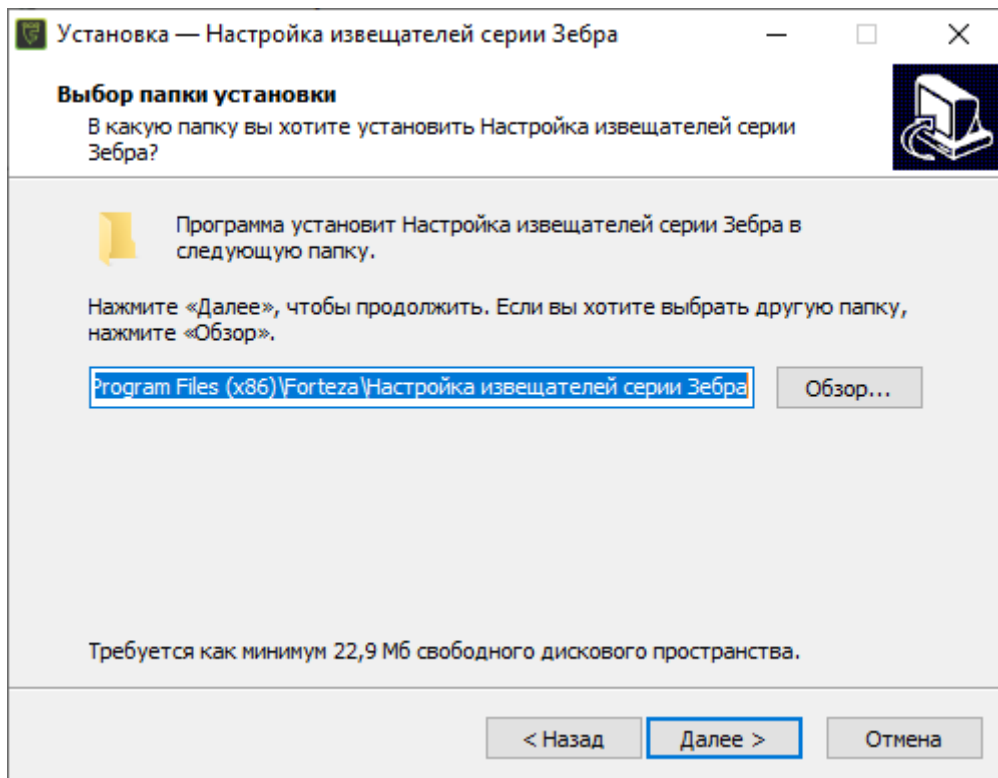 Установка — Настройка извещателей серии Зебра
Выбор папки установки
В какую папку вы хотите установить Настройка извещателей серии
Зебра?
Программа установит Настройка извещателей серии Зебра в
следующую папку.
Нажмите «Далее», чтобы продолжить. Если вы хотите выбрать другую папку,
нажмите «Обзор».
Program Files (x86)\Forteza\Настройка извещателей серии Зебра
Обзор...
Требуется как минимум 22,9 Мб свободного дискового пространства.
< Назад
Далее >
Отмена